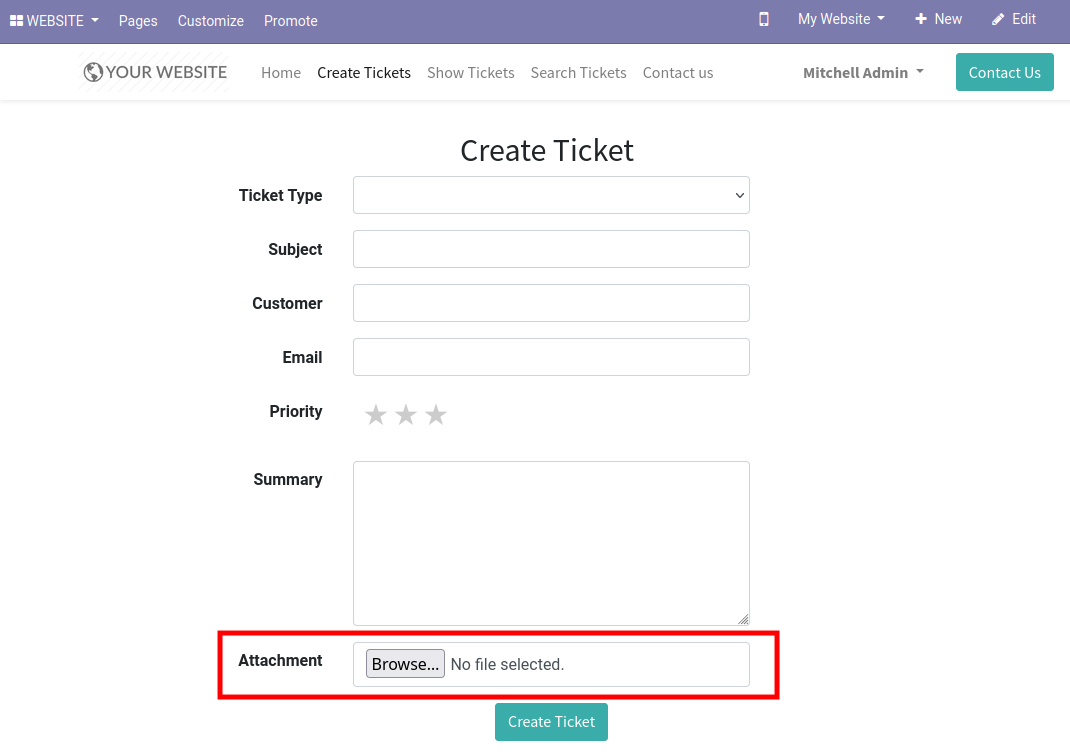 WEBSITE Pages Customize Promote My Website New Edit
YOUR WEBSITE Home Create Tickets Show Tickets Search Tickets Contact us Mitchell Admin Contact Us
Create Ticket
Ticket Type
Subject
Customer
Email
Priority
Summary
Attachment Browse... No file selected.
Create Ticket